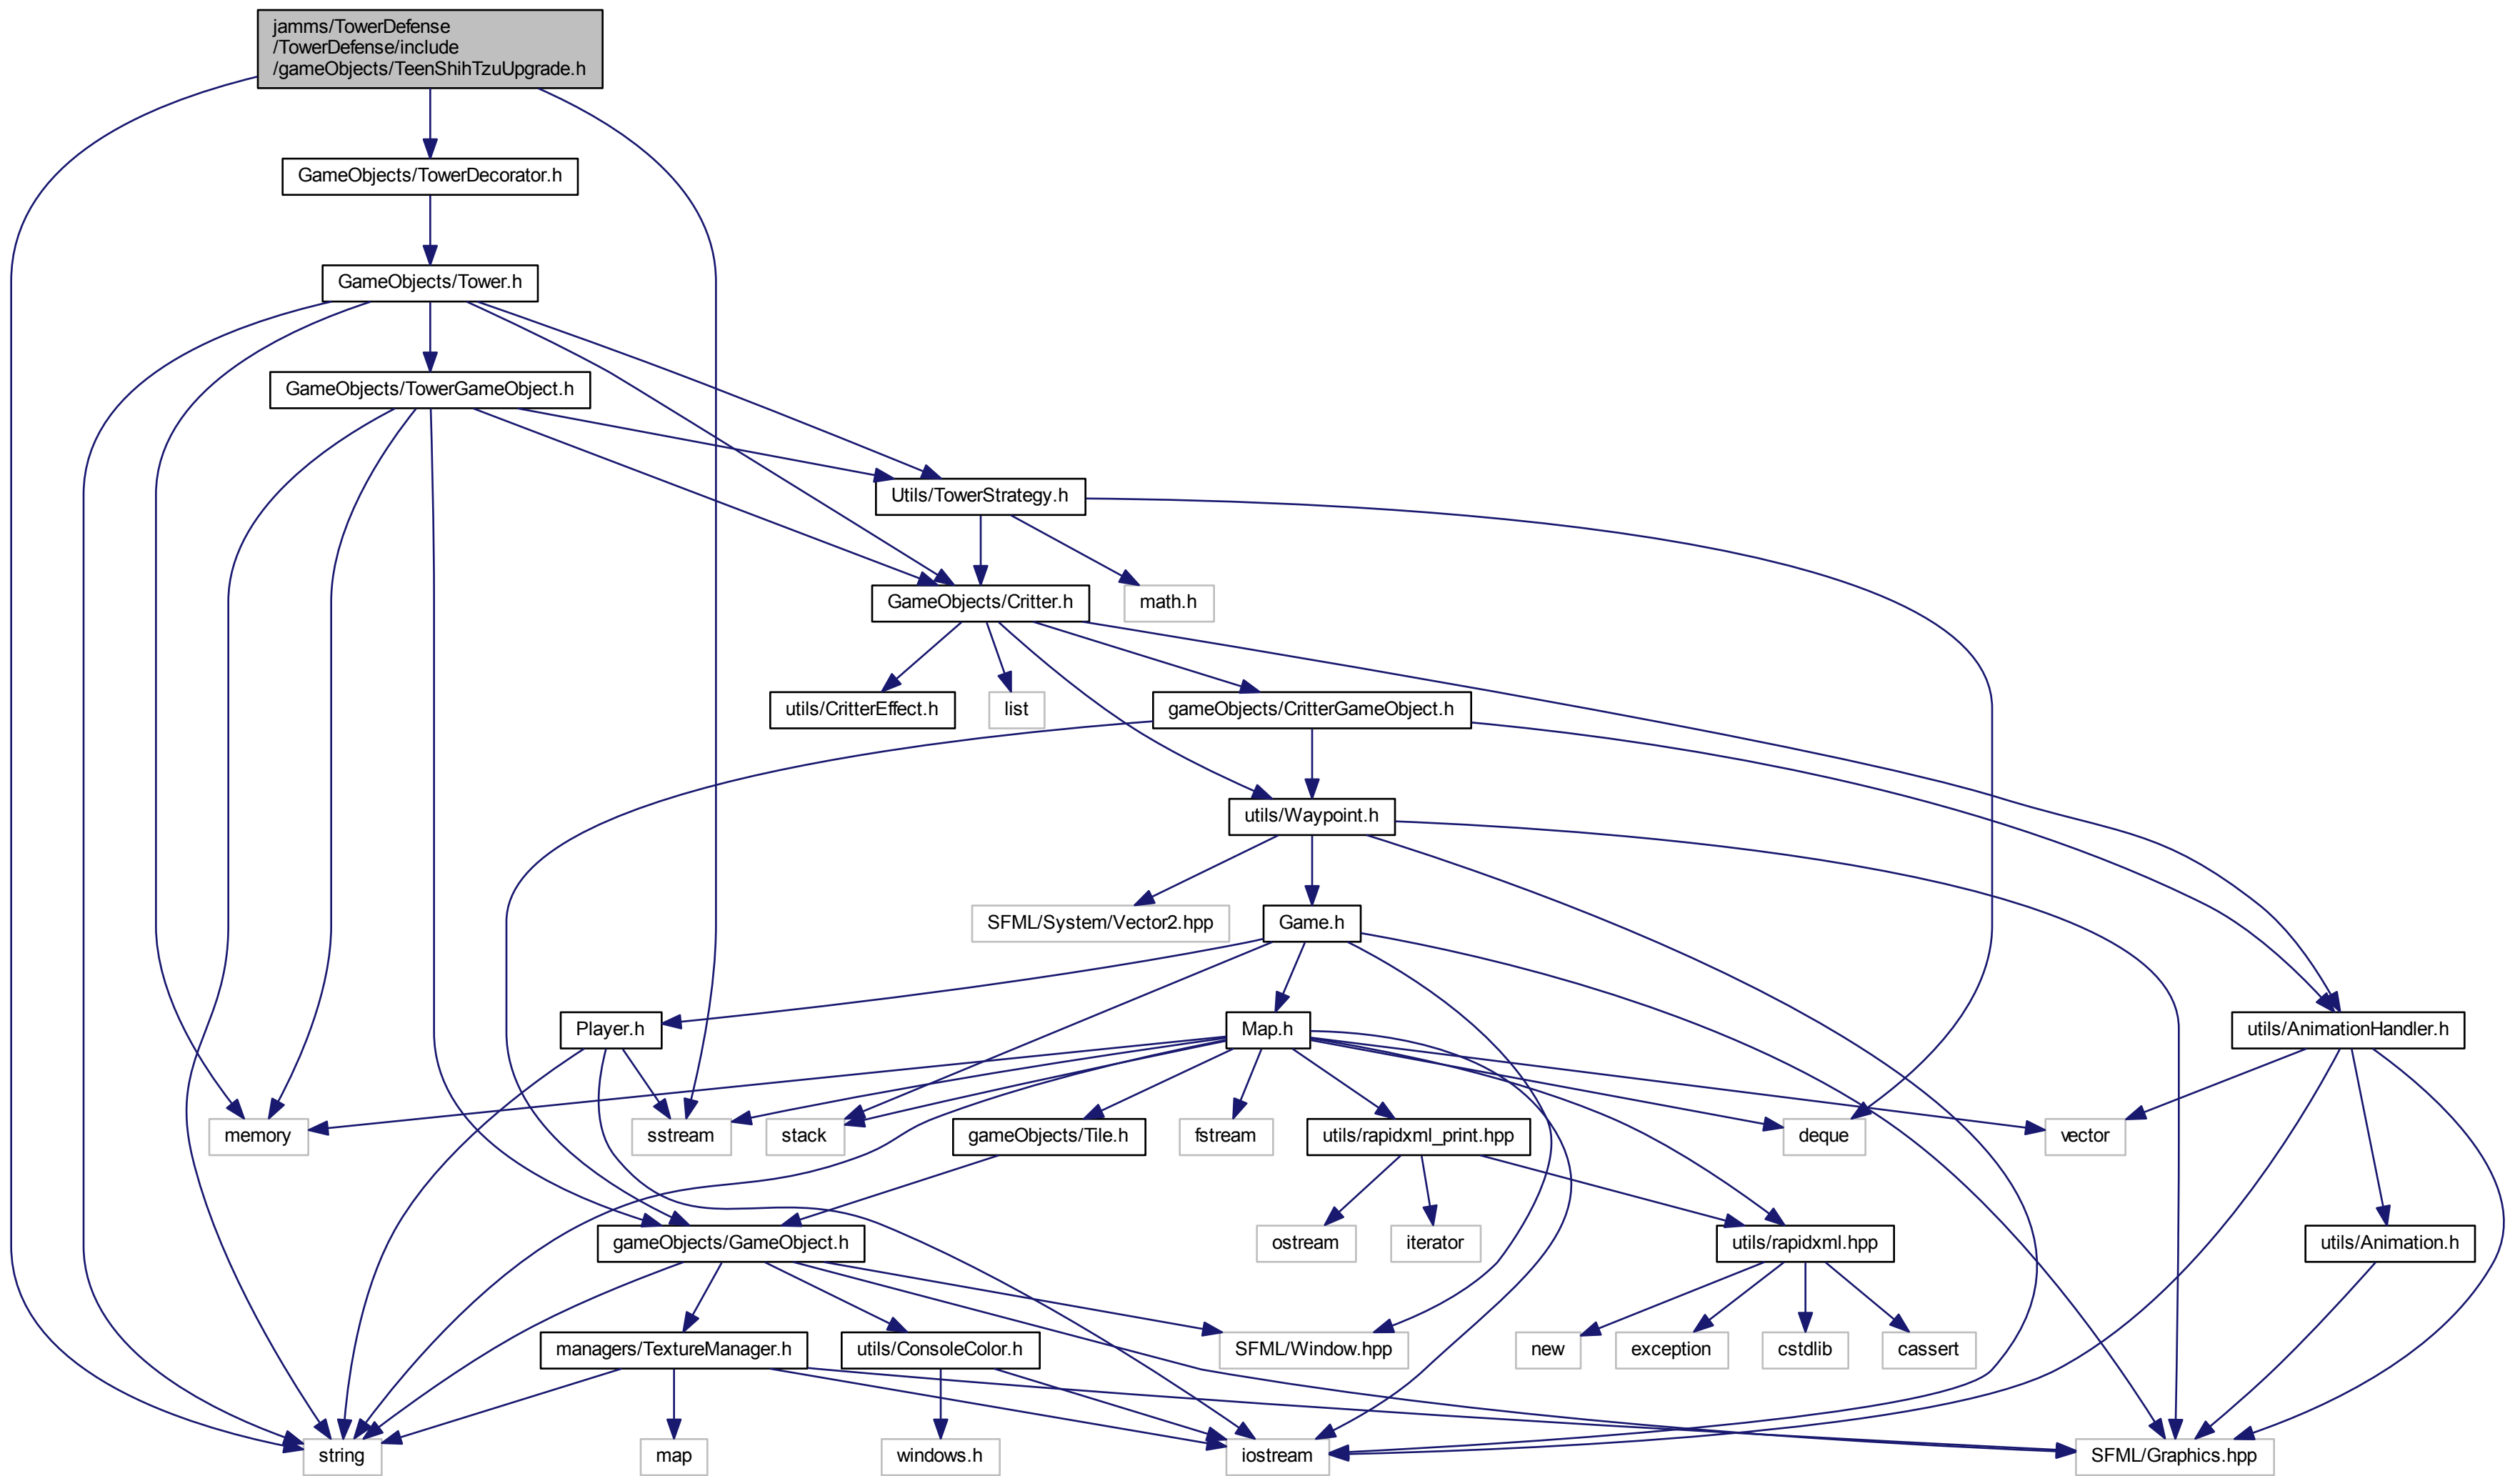 jamms/TowerDefense
/TowerDefense/include
/gameObjects/TeenShihTzuUpgrade.h
GameObjects/TowerDecorator.h
GameObjects/Tower.h
GameObjects/TowerGameObject.h
Utils/TowerStrategy.h
GameObjects/Critter.h
math.h
utils/CritterEffect.h
list
gameObjects/CritterGameObject.h
utils/Waypoint.h
SFML/System/Vector2.hpp
Game.h
Player.h
Map.h
utils/AnimationHandler.h
memory
sstream
stack
gameObjects/Tile.h
fstream
utils/rapidxml_print.hpp
deque
vector
gameObjects/GameObject.h
ostream
iterator
utils/rapidxml.hpp
utils/Animation.h
managers/TextureManager.h
utils/ConsoleColor.h
SFML/Window.hpp
new
exception
cstdlib
cassert
string
map
windows.h
iostream
SFML/Graphics.hpp